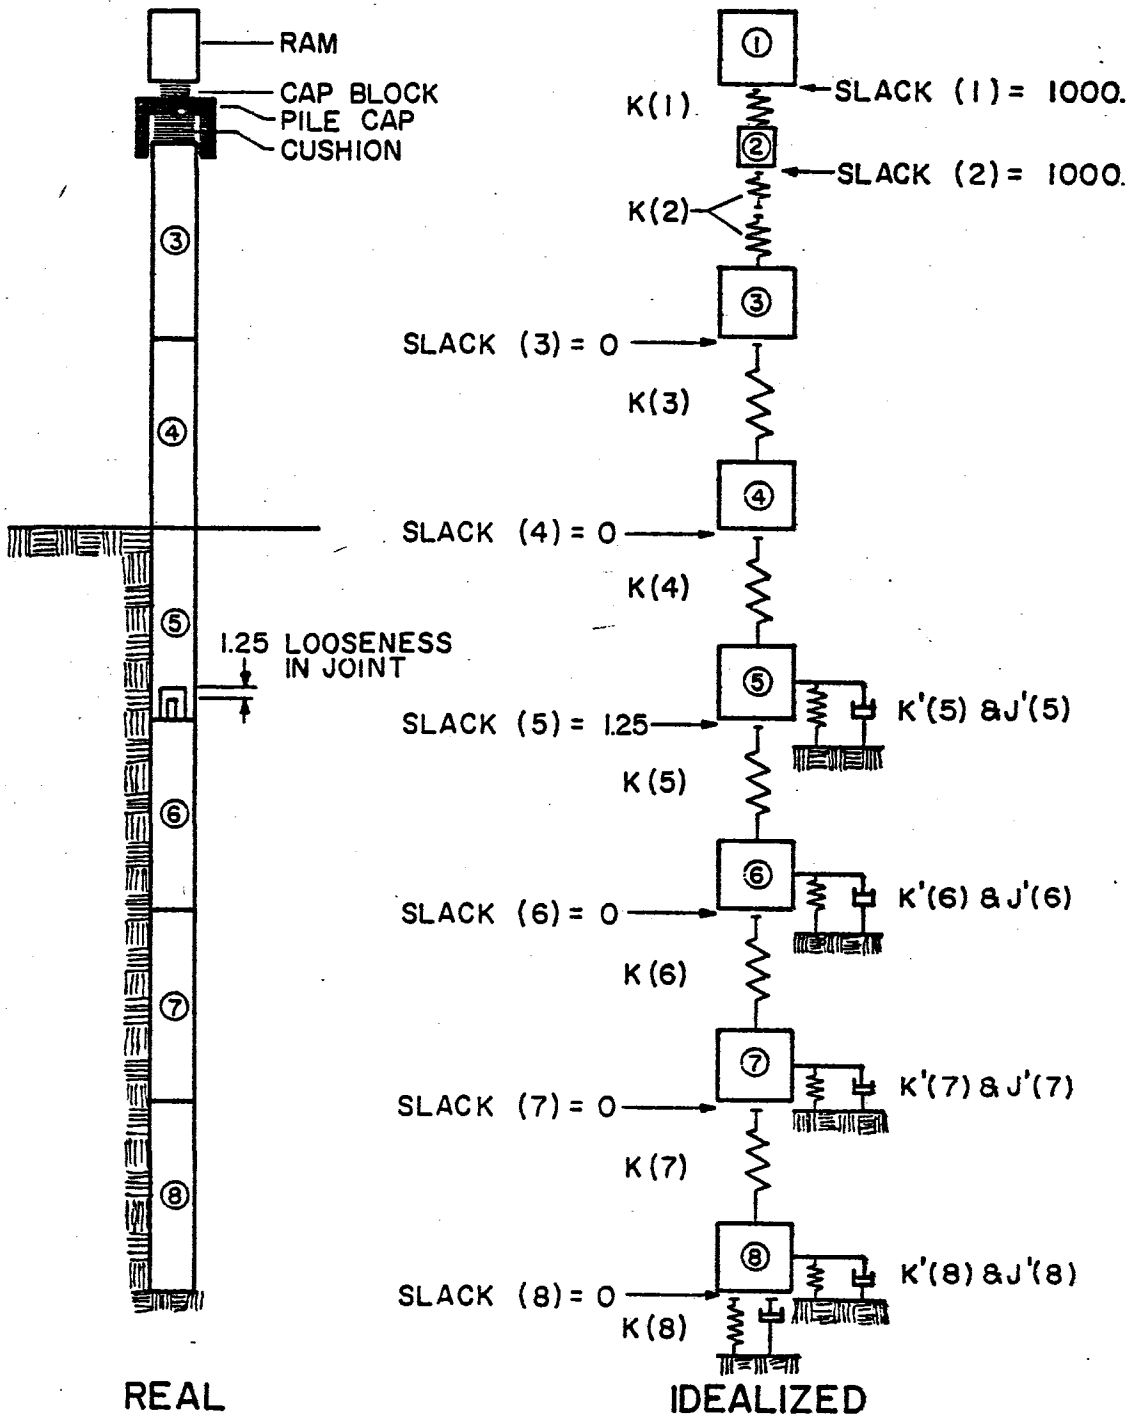 RAM
CAP BLOCK
PILE CAP
CUSHION
③
④
⑤
1.25 LOOSENESS
IN JOINT
⑥
⑦
⑧
REAL
①
SLACK (1) = 1000.
K(1)
②
SLACK (2) = 1000.
K(2)
③
SLACK (3) = 0
K(3)
④
SLACK (4) = 0
K(4)
⑤
K'(5) & J'(5)
SLACK (5) = 1.25
K(5)
⑥
K'(6) & J'(6)
SLACK (6) = 0
K(6)
⑦
K'(7) & J'(7)
SLACK (7) = 0
K(7)
⑧
K'(8) & J'(8)
SLACK (8) = 0
K(8)
IDEALIZED